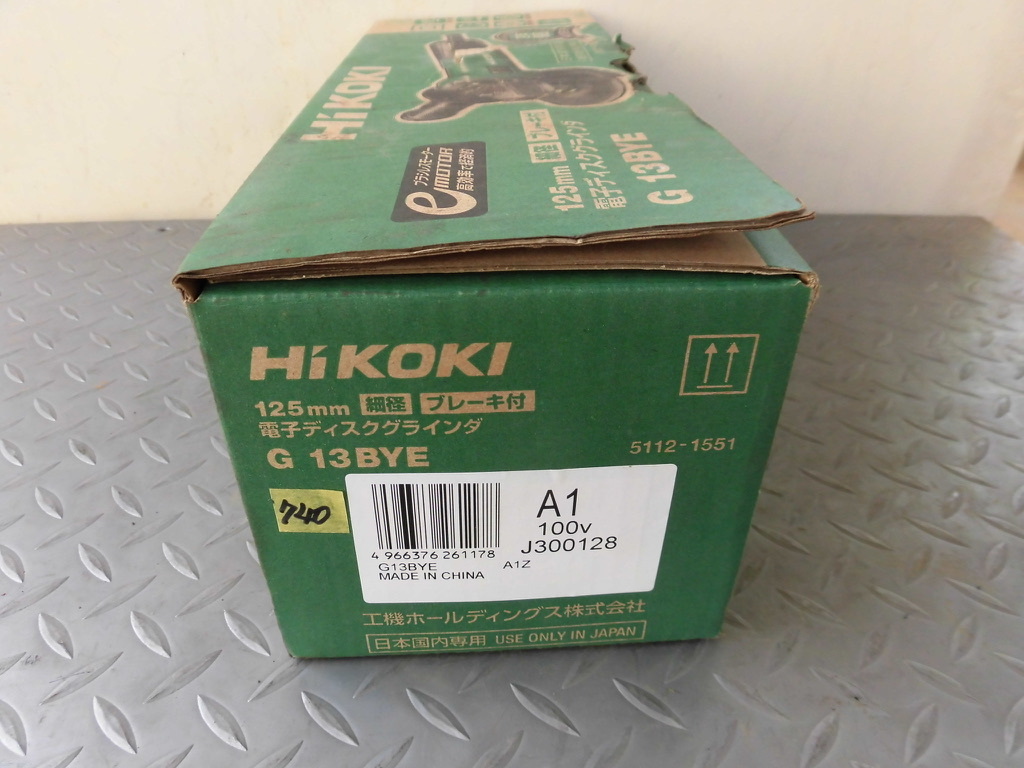 HiKOKI
ブラシレスモーター
e MOTOR
高効率で経済的
125mm 細径 ブレーキ付
電子ディスクグラインダ
G 13BYE
HiKOKI
125mm 細径 ブレーキ付
電子ディスクグラインダ
G 13BYE
5112-1551
740
A1
100v
J300128
4 966376 261178
G13BYE A1Z
MADE IN CHINA
工機ホールディングス株式会社
日本国内専用 USE ONLY IN JAPAN